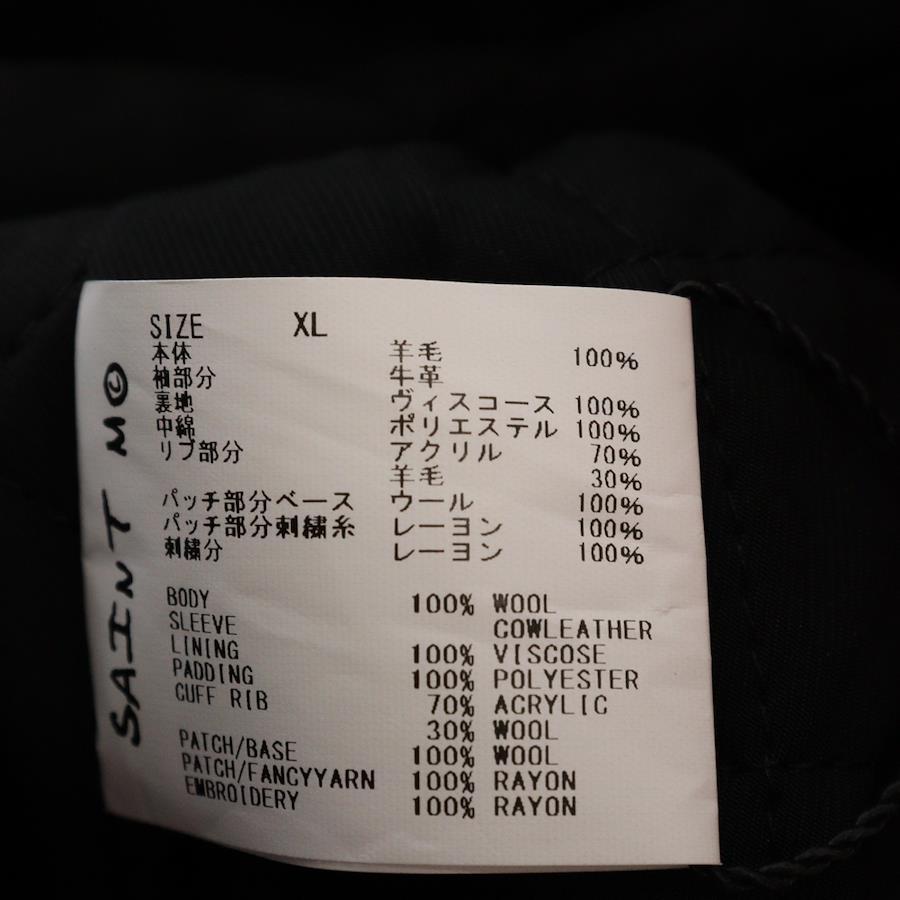 SIZE XL
本体 羊毛 100%
袖部分 牛革
裏地 ヴィスコース 100%
中綿 ポリエステル 100%
リブ部分 アクリル 70%
羊毛 30%
パッチ部分ベース ウール 100%
パッチ部分刺繍糸 レーヨン 100%
刺繍分 レーヨン 100%
BODY 100% WOOL
SLEEVE COWLEATHER
LINING 100% VISCOSE
PADDING 100% POLYESTER
CUFF RIB 70% ACRYLIC
30% WOOL
PATCH/BASE 100% WOOL
PATCH/FANCYYARN 100% RAYON
EMBROIDERY 100% RAYON
SAINT M©